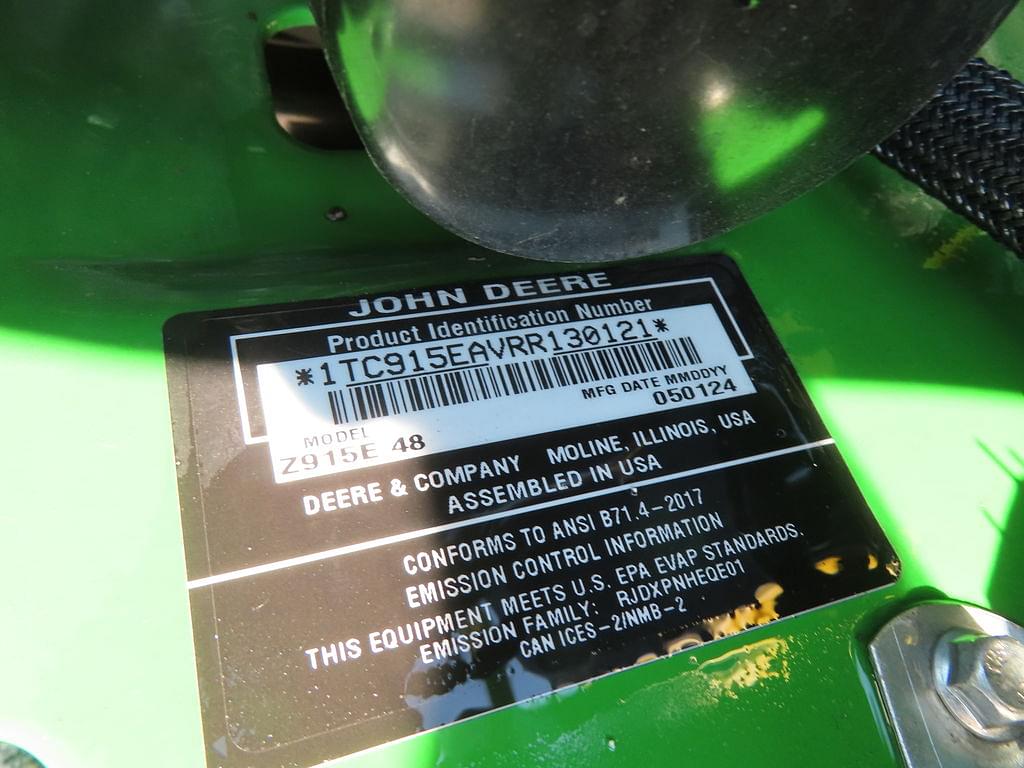 JOHN DEERE
Product Identification Number
*1TC915EAVRR130121*
MFG DATE MMDDYY
050124
MODEL
Z915E 48
DEERE & COMPANY MOLINE, ILLINOIS, USA
ASSEMBLED IN USA
CONFORMS TO ANSI B71.4-2017
EMISSION CONTROL INFORMATION
THIS EQUIPMENT MEETS U.S. EPA EVAP STANDARDS.
EMISSION FAMILY: RJDXPNHEQE01
CAN ICES-2/NMB-2